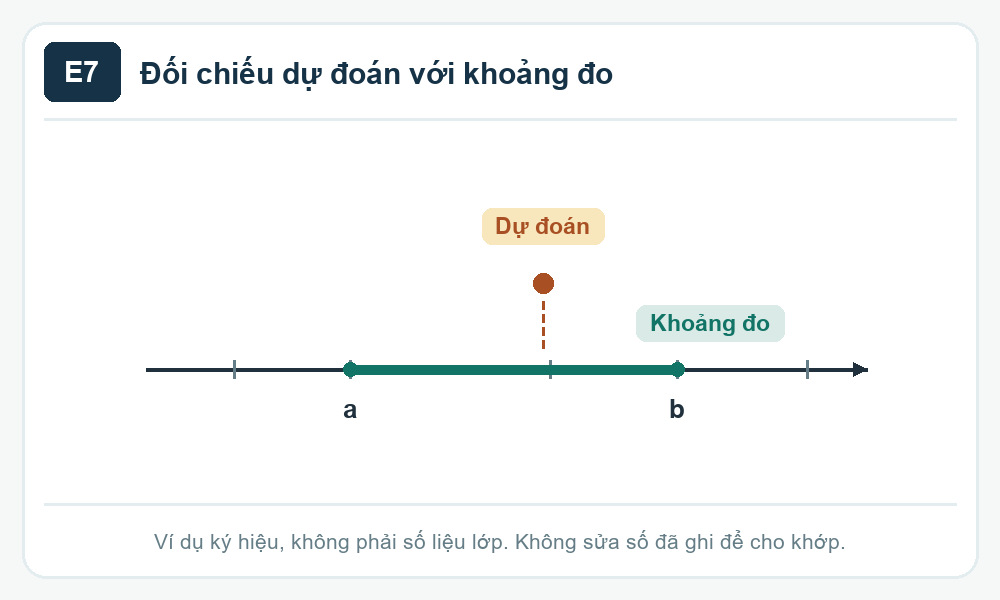 E7
Đối chiếu dự đoán với khoảng đo
Dự đoán
Khoảng đo
a
b
Ví dụ ký hiệu, không phải số liệu lớp. Không sửa số đã ghi để cho khớp.